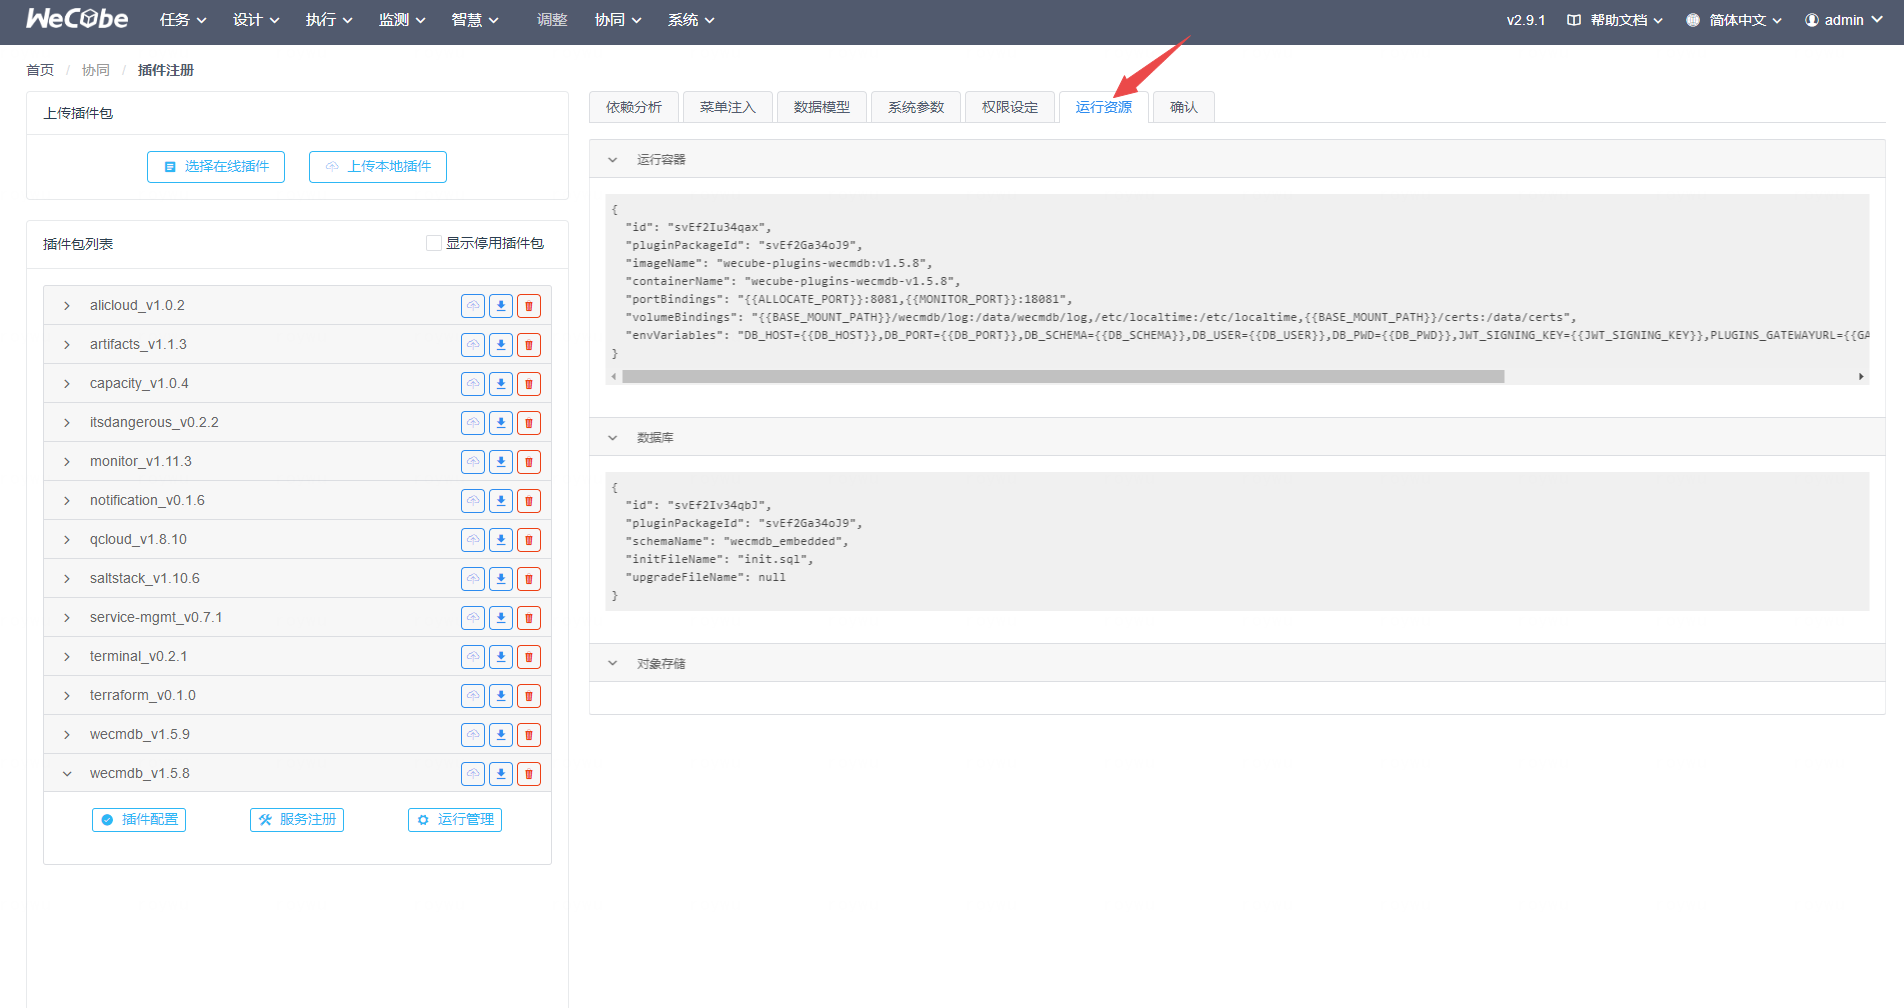 WeCube 任务 设计 执行 监测 智慧 调整 协同 系统 v2.9.1 帮助文档 简体中文 admin
首页 / 协同 / 插件注册
上传插件包
选择在线插件 上传本地插件
插件包列表 显示停用插件包
alicloud_v1.0.2
artifacts_v1.1.3
capacity_v1.0.4
itsdangerous_v0.2.2
monitor_v1.11.3
notification_v0.1.6
qcloud_v1.8.10
saltstack_v1.10.6
service-mgmt_v0.7.1
terminal_v0.2.1
terraform_v0.1.0
wecmdb_v1.5.9
wecmdb_v1.5.8
插件配置 服务注册 运行管理
依赖分析 菜单注入 数据模型 系统参数 权限设定 运行资源 确认
运行容器
{
"id": "svEf2Iu34qax",
"pluginPackageId": "svEf2Ga34oJ9",
"imageName": "wecube-plugins-wecmdb:v1.5.8",
"containerName": "wecube-plugins-wecmdb-v1.5.8",
"portBindings": "{{ALLOCATE_PORT}}:8081,{{MONITOR_PORT}}:18081",
"volumeBindings": "{{BASE_MOUNT_PATH}}/wecmdb/log:/data/wecmdb/log,/etc/localtime:/etc/localtime,{{BASE_MOUNT_PATH}}/certs:/data/certs",
"envVariables": "DB_HOST={{DB_HOST}},DB_PORT={{DB_PORT}},DB_SCHEMA={{DB_SCHEMA}},DB_USER={{DB_USER}},DB_PWD={{DB_PWD}},JWT_SIGNING_KEY={{JWT_SIGNING_KEY}},PLUGINS_GATEWAYURL={{GA
}
数据库
{
"id": "svEf2Iv34qbJ",
"pluginPackageId": "svEf2Ga34oJ9",
"schemaName": "wecmdb_embedded",
"initFileName": "init.sql",
"upgradeFileName": null
}
对象存储